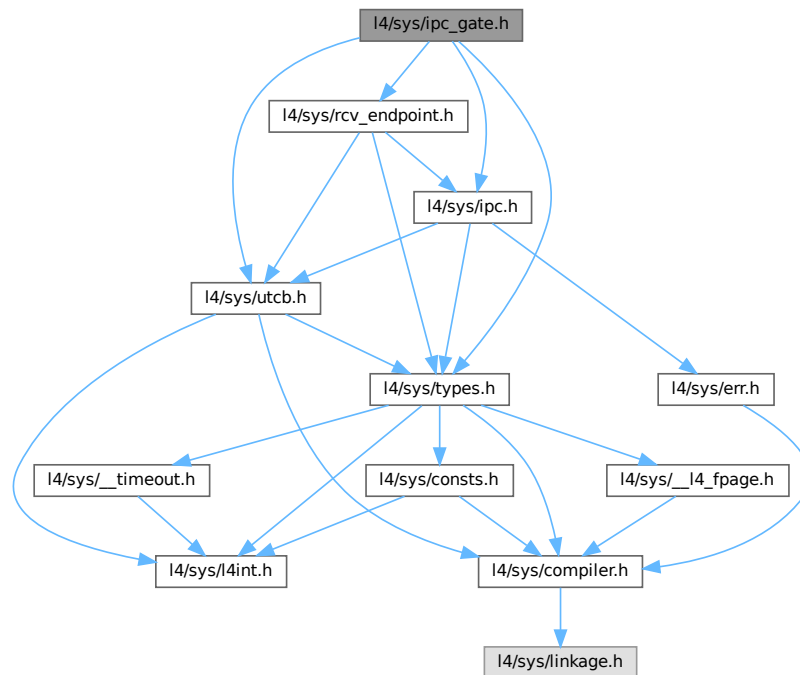 l4/sys/ipc_gate.h
l4/sys/rcv_endpoint.h
l4/sys/ipc.h
l4/sys/utcb.h
l4/sys/types.h
l4/sys/err.h
l4/sys/__timeout.h
l4/sys/consts.h
l4/sys/__l4_fpage.h
l4/sys/l4int.h
l4/sys/compiler.h
l4/sys/linkage.h